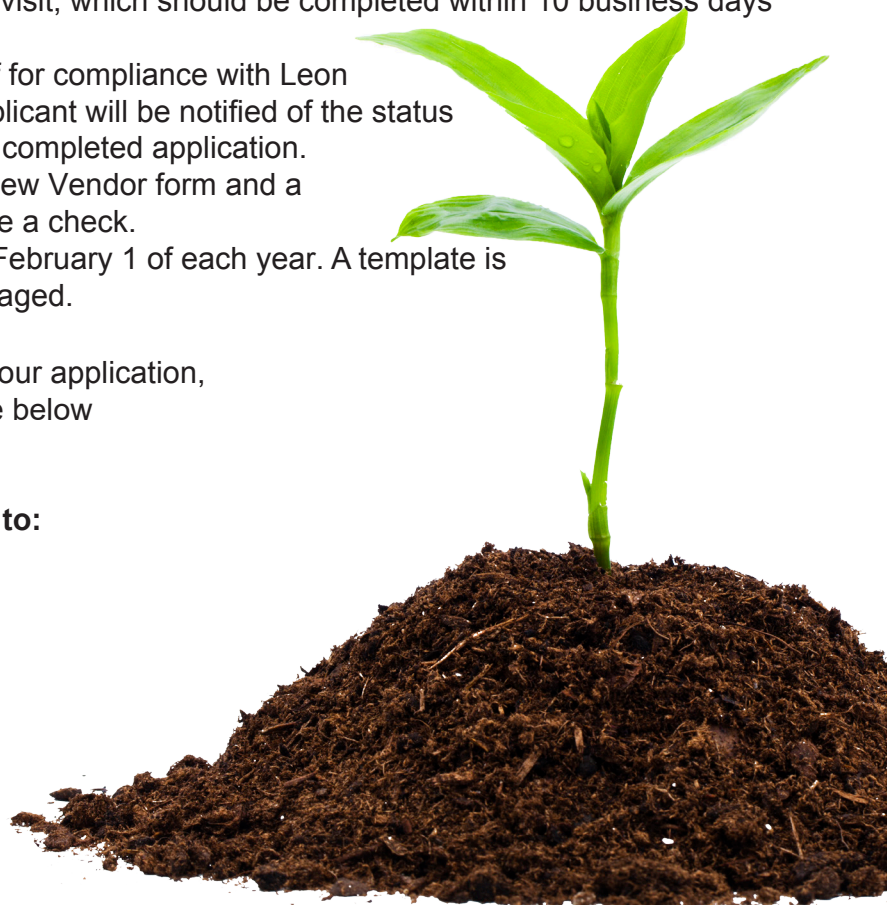 visit, which should be completed within 10 business days
for compliance with Leon
licant will be notified of the status
completed application.
ew Vendor form and a
e a check.
February 1 of each year. A template is
aged.
our application,
e below
to: